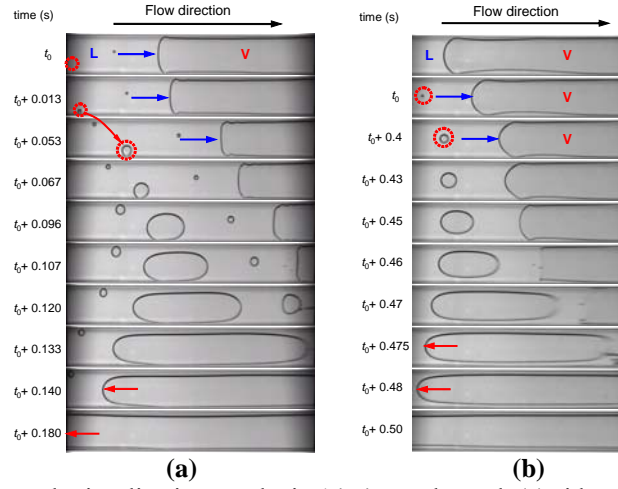 time (s)
Flow direction
t0
L
V
t0+ 0.013
t0+ 0.053
t0+ 0.067
t0+ 0.096
t0+ 0.107
t0+ 0.120
t0+ 0.133
t0+ 0.140
t0+ 0.180
(a)
time (s)
Flow direction
L
V
t0
V
t0+ 0.4
V
t0+ 0.43
t0+ 0.45
t0+ 0.46
t0+ 0.47
t0+ 0.475
t0+ 0.48
t0+ 0.50
(b)